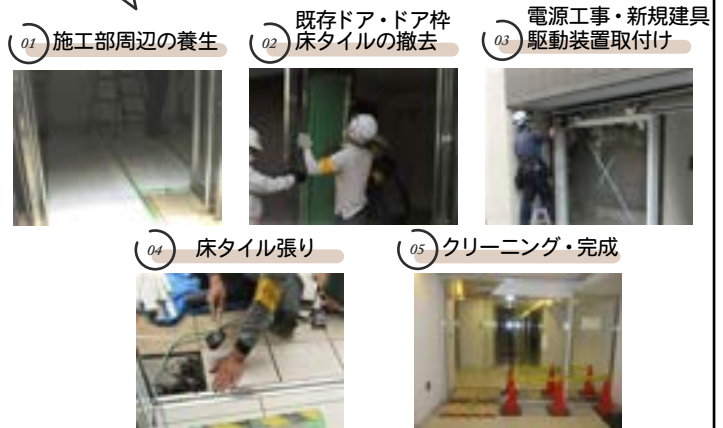 01 施工部周辺の養生
02 既存ドア・ドア枠
床タイルの撤去
03 電源工事・新規建具
駆動装置取付け
04 床タイル張り
05 クリーニング・完成